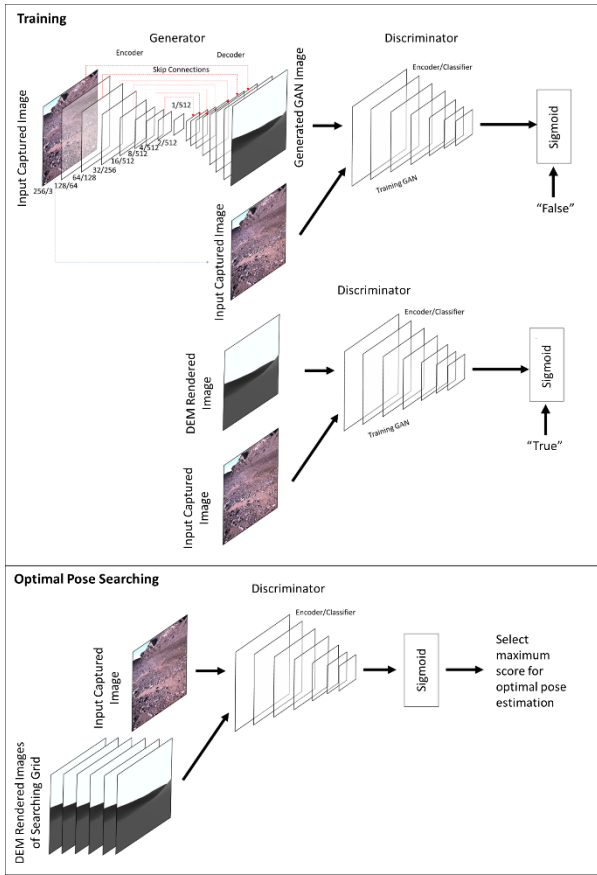 Training
Generator
Encoder
Decoder
Skip Connections
Input Captured Image
256/3
128/64
64/128
32/256
16/512
8/512
4/512
2/512
1/512
Generated GAN Image
Discriminator
Encoder/Classifier
Training GAN
Sigmoid
“False”
Input Captured Image
Discriminator
Encoder/Classifier
DEM Rendered
Image
Training GAN
Sigmoid
“True”
Input Captured
Image
Optimal Pose Searching
Discriminator
Encoder/Classifier
Input Captured
Image
Sigmoid
Select
maximum
score for
optimal pose
estimation
DEM Rendered Images
of Searching Grid